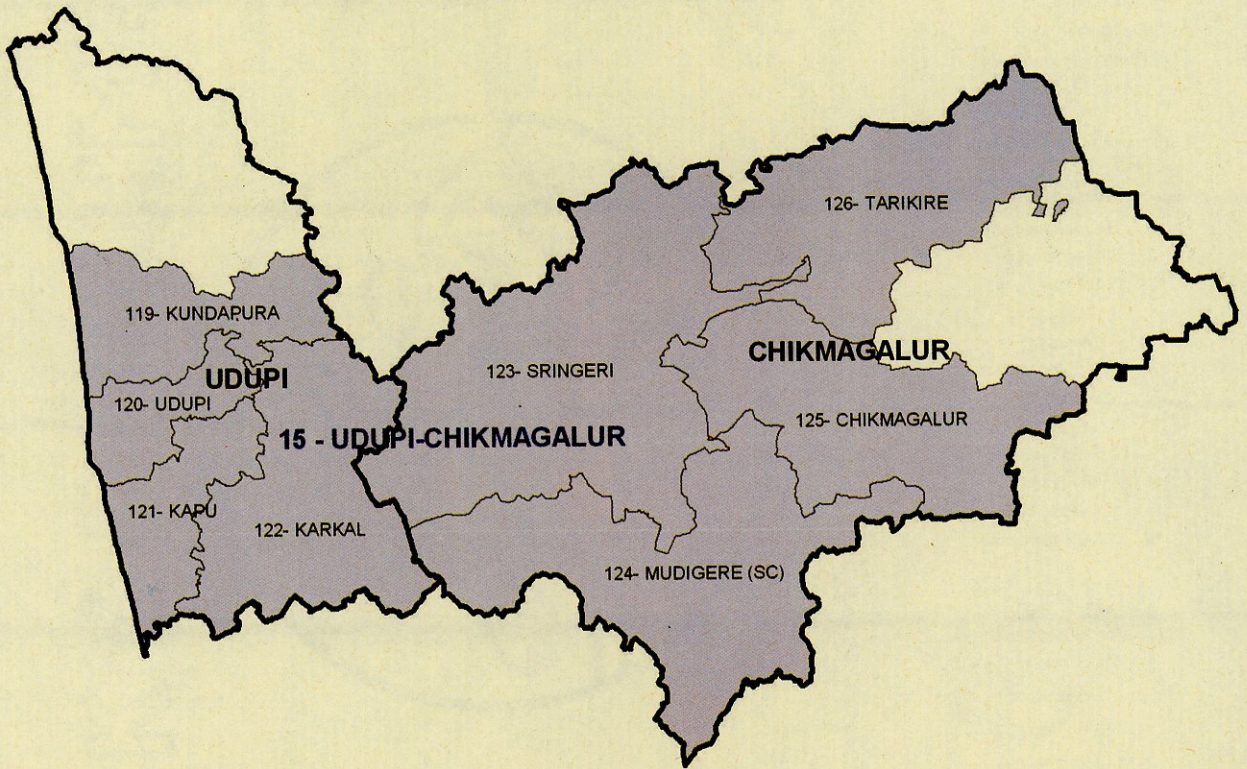 126- TARIKIRE
119- KUNDAPURA
CHIKMAGALUR
123- SRINGERI
UDUPI
120- UDUPI
125- CHIKMAGALUR
15 - UDUPI-CHIKMAGALUR
121- KAPU
122- KARKAL
124- MUDIGERE (SC)